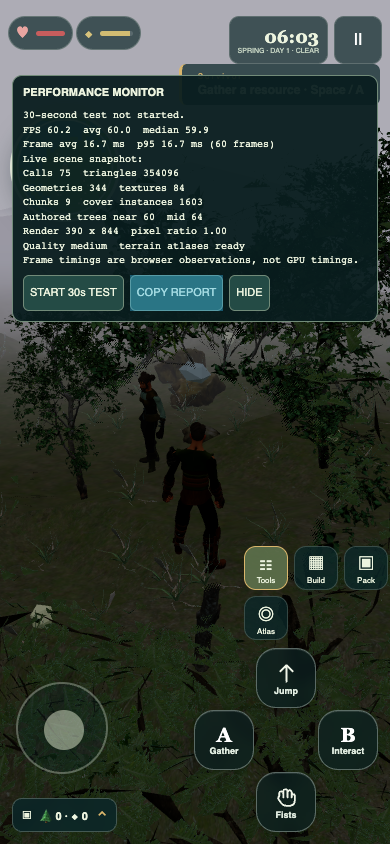 06:03
SPRING · DAY 1 · CLEAR
Gather a resource · Space / A
PERFORMANCE MONITOR
30-second test not started.
FPS 60.2 avg 60.0 median 59.9
Frame avg 16.7 ms p95 16.7 ms (60 frames)
Live scene snapshot:
Calls 75 triangles 354096
Geometries 344 textures 84
Chunks 9 cover instances 1603
Authored trees near 60 mid 64
Render 390 x 844 pixel ratio 1.00
Quality medium terrain atlases ready
Frame timings are browser observations, not GPU timings.
START 30s TEST
COPY REPORT
HIDE
Tools
Build
Pack
Atlas
Jump
A
Gather
B
Interact
Fists
0 · ◆ 0